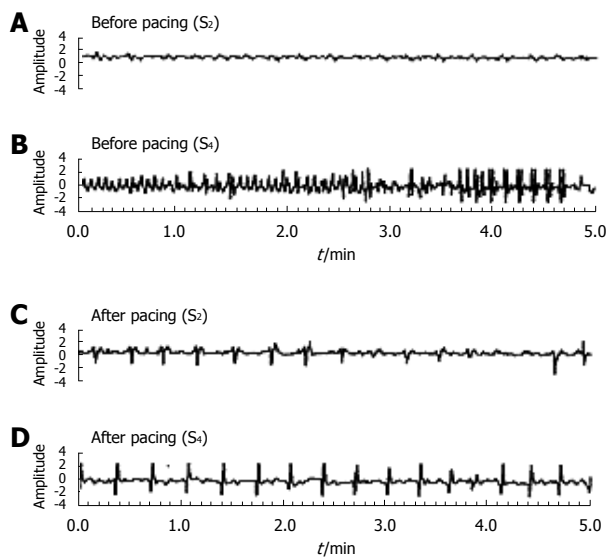 A Before pacing (S₂)
Amplitude
4
2
0
-2
-4
B Before pacing (S₄)
Amplitude
4
2
0
-2
-4
0.0 1.0 2.0 3.0 4.0 5.0
t/min
C After pacing (S₂)
Amplitude
4
2
0
-2
-4
D After pacing (S₄)
Amplitude
4
2
0
-2
-4
0.0 1.0 2.0 3.0 4.0 5.0
t/min